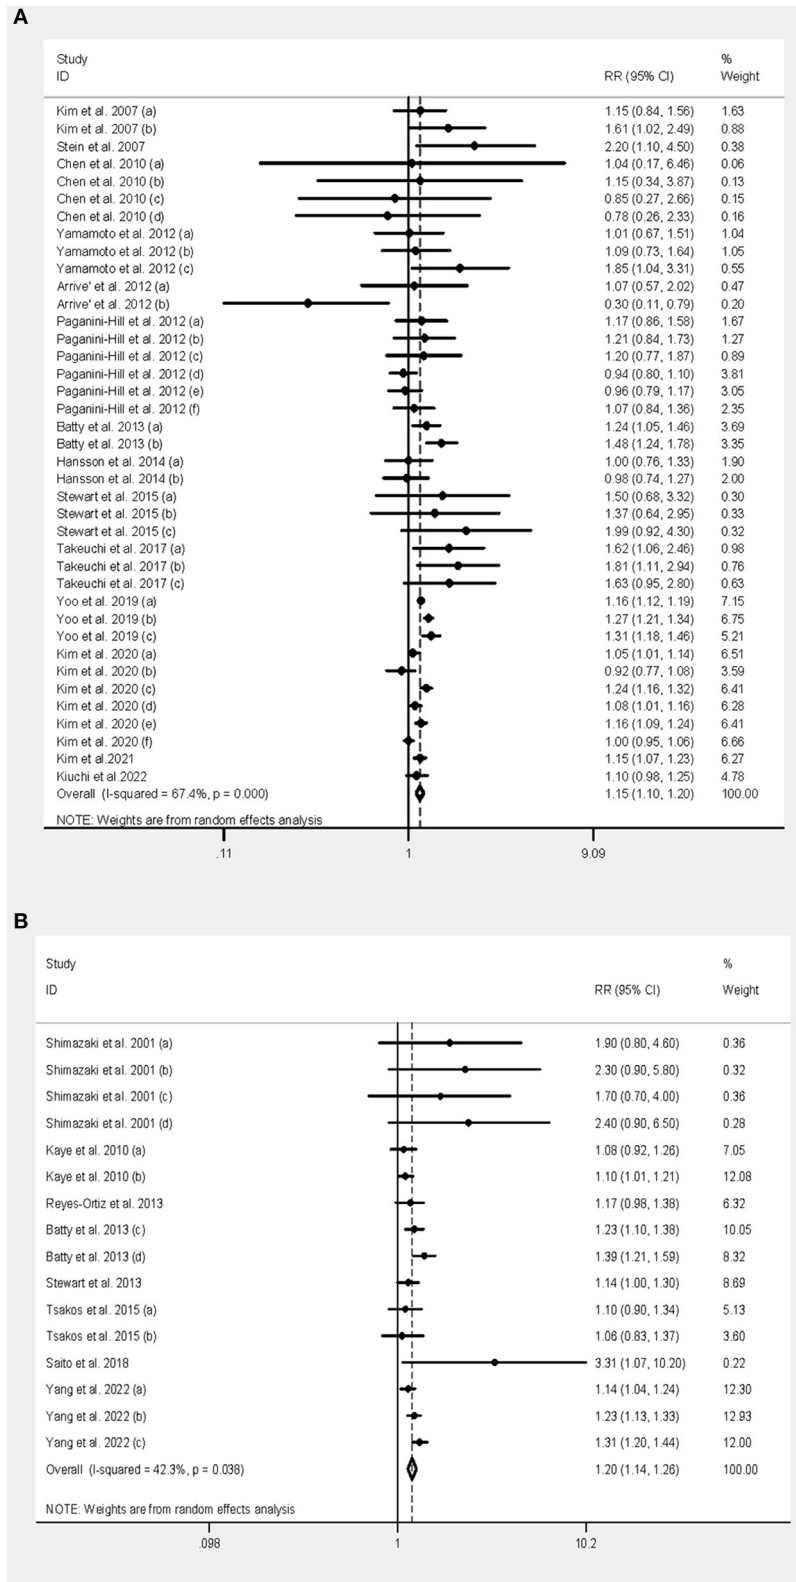 A
Study %
ID RR (95% CI) Weight
Kim et al. 2007 (a) 1.15 (0.84, 1.56) 1.63
Kim et al. 2007 (b) 1.61 (1.02, 2.49) 0.88
Stein et al. 2007 2.20 (1.10, 4.50) 0.38
Chen et al. 2010 (a) 1.04 (0.17, 6.46) 0.06
Chen et al. 2010 (b) 1.15 (0.34, 3.87) 0.13
Chen et al. 2010 (c) 0.85 (0.27, 2.66) 0.15
Chen et al. 2010 (d) 0.78 (0.26, 2.33) 0.16
Yamamoto et al. 2012 (a) 1.01 (0.67, 1.51) 1.04
Yamamoto et al. 2012 (b) 1.09 (0.73, 1.64) 1.05
Yamamoto et al. 2012 (c) 1.85 (1.04, 3.31) 0.55
Arrive' et al. 2012 (a) 1.07 (0.57, 2.02) 0.47
Arrive' et al. 2012 (b) 0.30 (0.11, 0.79) 0.20
Paganini-Hill et al. 2012 (a) 1.17 (0.86, 1.58) 1.67
Paganini-Hill et al. 2012 (b) 1.21 (0.84, 1.73) 1.27
Paganini-Hill et al. 2012 (c) 1.20 (0.77, 1.87) 0.89
Paganini-Hill et al. 2012 (d) 0.94 (0.80, 1.10) 3.81
Paganini-Hill et al. 2012 (e) 0.96 (0.79, 1.17) 3.05
Paganini-Hill et al. 2012 (f) 1.07 (0.84, 1.36) 2.35
Batty et al. 2013 (a) 1.24 (1.05, 1.46) 3.69
Batty et al. 2013 (b) 1.48 (1.24, 1.78) 3.35
Hansson et al. 2014 (a) 1.00 (0.76, 1.33) 1.90
Hansson et al. 2014 (b) 0.98 (0.74, 1.27) 2.00
Stewart et al. 2015 (a) 1.50 (0.68, 3.32) 0.30
Stewart et al. 2015 (b) 1.37 (0.64, 2.95) 0.33
Stewart et al. 2015 (c) 1.99 (0.92, 4.30) 0.32
Takeuchi et al. 2017 (a) 1.62 (1.06, 2.46) 0.98
Takeuchi et al. 2017 (b) 1.81 (1.11, 2.94) 0.76
Takeuchi et al. 2017 (c) 1.63 (0.95, 2.80) 0.63
Yoo et al. 2019 (a) 1.16 (1.12, 1.19) 7.15
Yoo et al. 2019 (b) 1.27 (1.21, 1.34) 6.75
Yoo et al. 2019 (c) 1.31 (1.18, 1.46) 5.21
Kim et al. 2020 (a) 1.05 (1.01, 1.14) 6.51
Kim et al. 2020 (b) 0.92 (0.77, 1.08) 3.59
Kim et al. 2020 (c) 1.24 (1.16, 1.32) 6.41
Kim et al. 2020 (d) 1.08 (1.01, 1.16) 6.28
Kim et al. 2020 (e) 1.16 (1.09, 1.24) 6.41
Kim et al. 2020 (f) 1.00 (0.95, 1.06) 6.66
Kim et al.2021 1.15 (1.07, 1.23) 6.27
Kiuchi et al.2022 1.10 (0.98, 1.25) 4.78
Overall (I-squared = 67.4%, p = 0.000) 1.15 (1.10, 1.20) 100.00
NOTE: Weights are from random effects analysis
.11 1 9.09
B
Study %
ID RR (95% CI) Weight
Shimazaki et al. 2001 (a) 1.90 (0.80, 4.60) 0.36
Shimazaki et al. 2001 (b) 2.30 (0.90, 5.80) 0.32
Shimazaki et al. 2001 (c) 1.70 (0.70, 4.00) 0.36
Shimazaki et al. 2001 (d) 2.40 (0.90, 6.50) 0.28
Kaye et al. 2010 (a) 1.08 (0.92, 1.26) 7.05
Kaye et al. 2010 (b) 1.10 (1.01, 1.21) 12.08
Reyes-Ortiz et al. 2013 1.17 (0.98, 1.38) 6.32
Batty et al. 2013 (c) 1.23 (1.10, 1.38) 10.05
Batty et al. 2013 (d) 1.39 (1.21, 1.59) 8.32
Stewart et al. 2013 1.14 (1.00, 1.30) 8.69
Tsakos et al. 2015 (a) 1.10 (0.90, 1.34) 5.13
Tsakos et al. 2015 (b) 1.06 (0.83, 1.37) 3.60
Saito et al. 2018 3.31 (1.07, 10.20) 0.22
Yang et al. 2022 (a) 1.14 (1.04, 1.24) 12.30
Yang et al. 2022 (b) 1.23 (1.13, 1.33) 12.93
Yang et al. 2022 (c) 1.31 (1.20, 1.44) 12.00
Overall (I-squared = 42.3%, p = 0.038) 1.20 (1.14, 1.26) 100.00
NOTE: Weights are from random effects analysis
.098 1 10.2